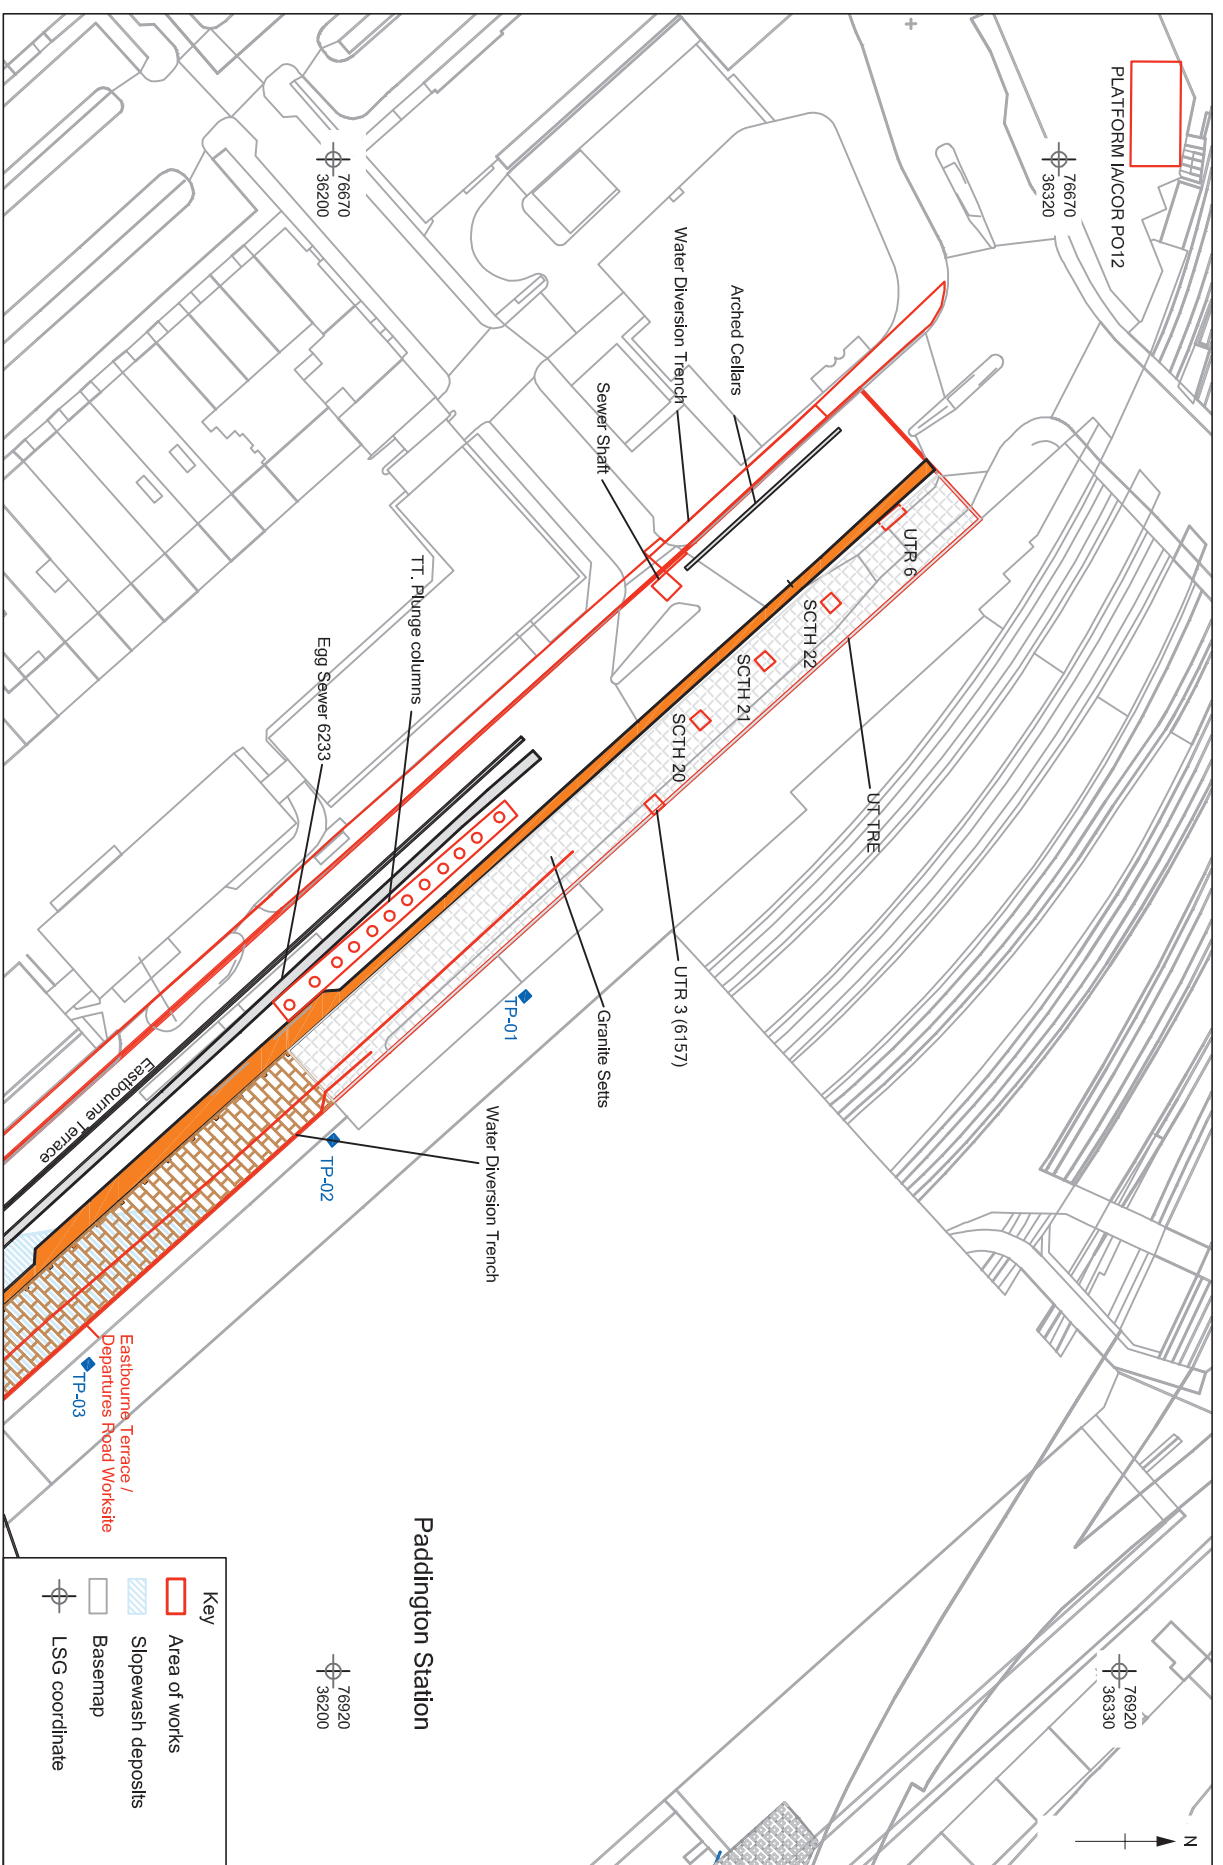 PLATFORM IA/COR PO12
76670
36320
76670
36200
Water Diversion Trench
Arched Cellars
Sewer Shaft
UTR 6
SCTH 22
SCTH 21
SCTH 20
TT. Plunge columns
Egg Sewer 6233
UT TRE
UTR 3 (6157)
Granite Setts
TP-01
Eastbourne Terrace
Water Diversion Trench
TP-02
TP-03
Eastbourne Terrace /
Departures Road Worksite
Paddington Station
76920
36330
76920
36200
N
Key
Area of works
Slopewash deposits
Basemap
LSG coordinate